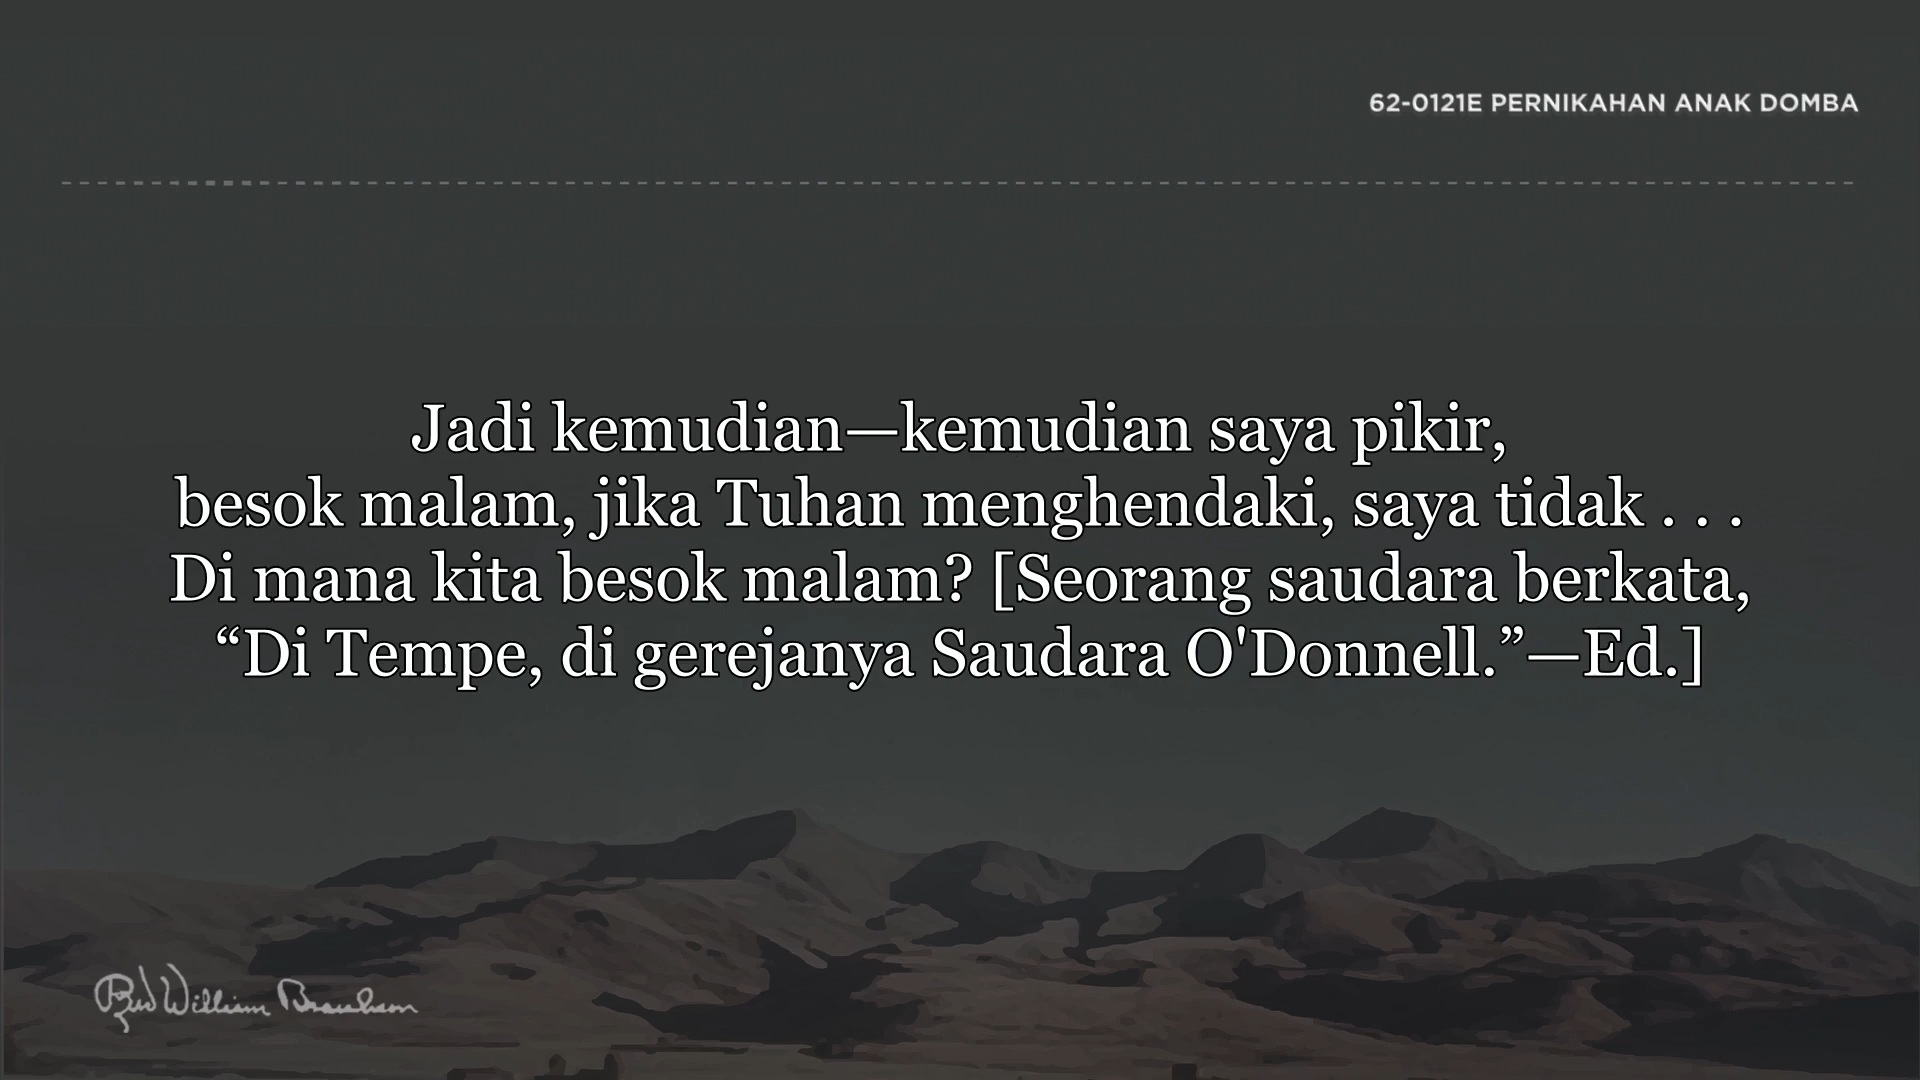 62-0121E PERNIKAHAN ANAK DOMBA
Jadi kemudian—kemudian saya pikir,
besok malam, jika Tuhan menghendaki, saya tidak . . .
Di mana kita besok malam? [Seorang saudara berkata,
“Di Tempe, di gerejanya Saudara O'Donnell.”—Ed.]
Rev William Branham